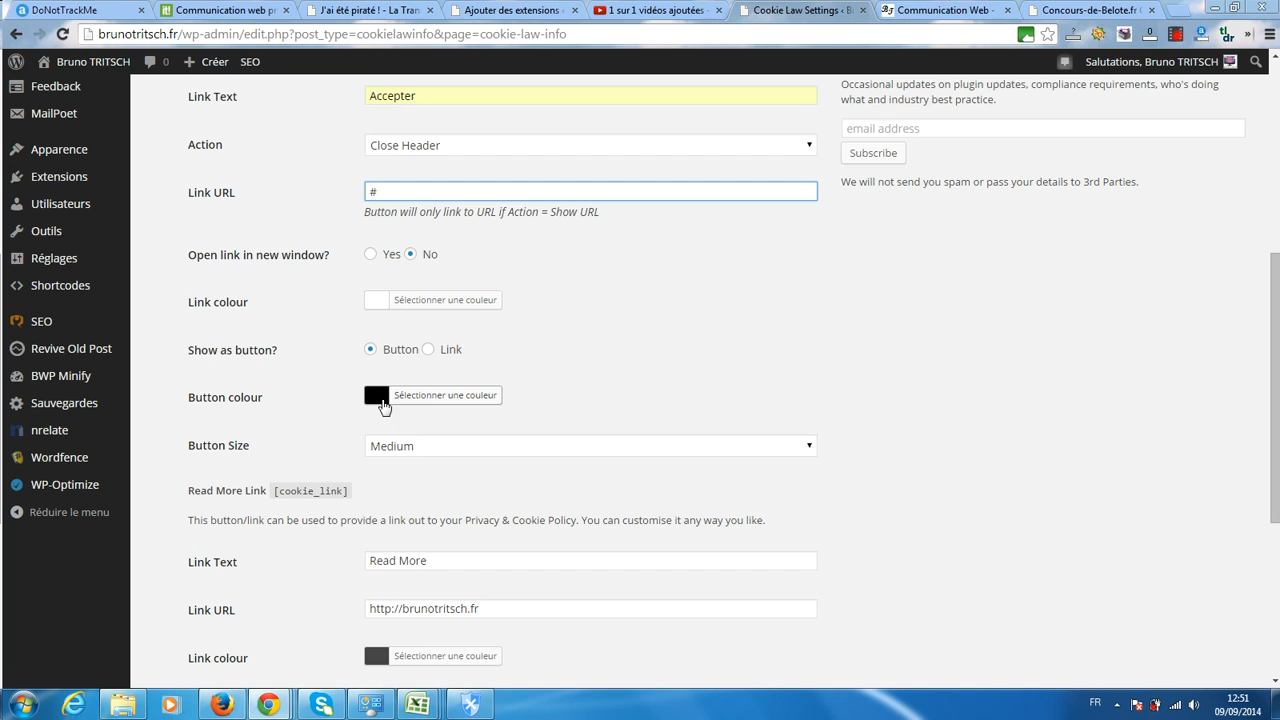 DoNotTrackMe
Communication web pr
J'ai été piraté ! - La Tran
Ajouter des extensions ‹
1 sur 1 vidéos ajoutées -
Cookie Law Settings ‹ B
Communication Web -
Concours-de-Belote.fr
brunotritsch.fr/wp-admin/edit.php?post_type=cookielawinfo&page=cookie-law-info
Bruno TRITSCH 0 Créer SEO Salutations, Bruno TRITSCH
Feedback
MailPoet
Apparence
Extensions
Utilisateurs
Outils
Réglages
Shortcodes
SEO
Revive Old Post
BWP Minify
Sauvegardes
nrelate
Wordfence
WP-Optimize
Réduire le menu
Link Text Accepter
Action Close Header
Link URL #
Button will only link to URL if Action = Show URL
Open link in new window? Yes No
Link colour Sélectionner une couleur
Show as button? Button Link
Button colour Sélectionner une couleur
Button Size Medium
Read More Link [cookie_link]
This button/link can be used to provide a link out to your Privacy & Cookie Policy. You can customise it any way you like.
Link Text Read More
Link URL http://brunotritsch.fr
Link colour Sélectionner une couleur
Occasional updates on plugin updates, compliance requirements, who's doing
what and industry best practice.
email address
Subscribe
We will not send you spam or pass your details to 3rd Parties.
FR 12:51
09/09/2014